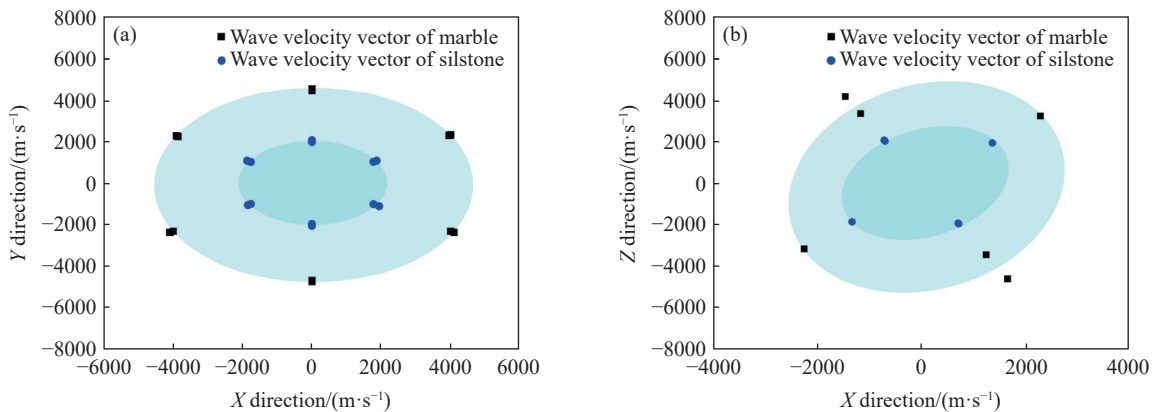 (a)
Wave velocity vector of marble
Wave velocity vector of silstone
8000
6000
4000
2000
0
−2000
−4000
−6000
−8000
Y direction/(m·s⁻¹)
−6000 −4000 −2000 0 2000 4000 6000
X direction/(m·s⁻¹)
(b)
Wave velocity vector of marble
Wave velocity vector of silstone
8000
6000
4000
2000
0
−2000
−4000
−6000
−8000
Z direction/(m·s⁻¹)
−4000 −2000 0 2000 4000
X direction/(m·s⁻¹)